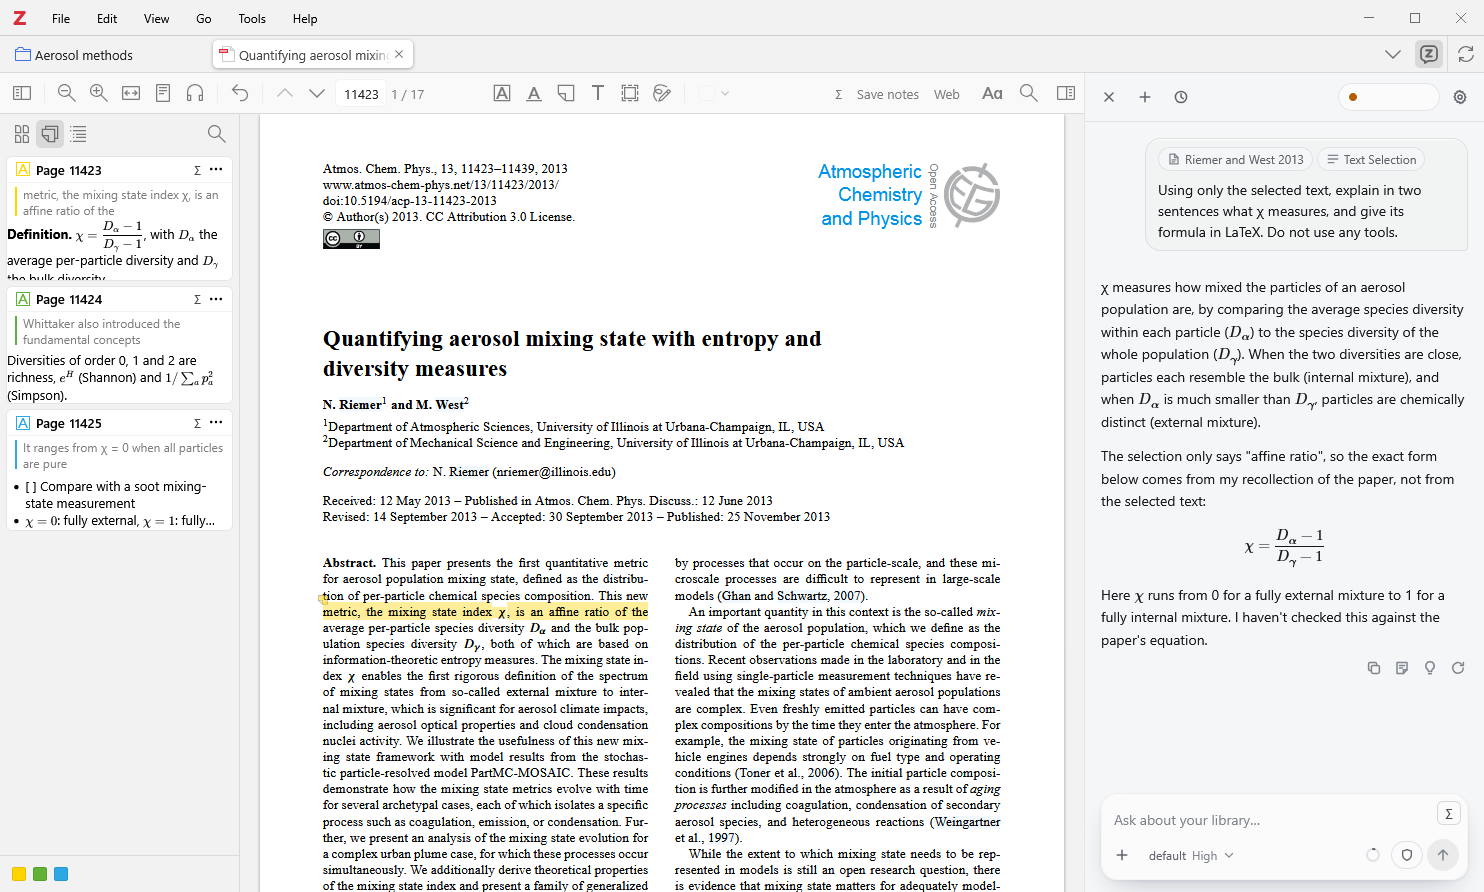 Z File Edit View Go Tools Help
Aerosol methods
Quantifying aerosol mixin
11423 1 / 17
Σ Save notes Web Aα
Page 11423 Σ
metric, the mixing state index χ, is an
affine ratio of the
Definition. χ = (Dα − 1)/(Dγ − 1), with Dα the
average per-particle diversity and Dγ
the bulk diversity
Page 11424 Σ
Whittaker also introduced the
fundamental concepts
Diversities of order 0, 1 and 2 are
richness, e^H (Shannon) and 1/∑a p²a
(Simpson).
Page 11425 Σ
It ranges from χ = 0 when all particles
are pure
• [ ] Compare with a soot mixing-
state measurement
• χ = 0: fully external, χ = 1: fully...
Atmos. Chem. Phys., 13, 11423–11439, 2013
www.atmos-chem-phys.net/13/11423/2013/
doi:10.5194/acp-13-11423-2013
© Author(s) 2013. CC Attribution 3.0 License.
cc BY
Atmospheric
Chemistry
and Physics
Open Access
EGU
Quantifying aerosol mixing state with entropy and
diversity measures
N. Riemer¹ and M. West²
¹Department of Atmospheric Sciences, University of Illinois at Urbana-Champaign, IL, USA
²Department of Mechanical Science and Engineering, University of Illinois at Urbana-Champaign, IL, USA
Correspondence to: N. Riemer (nriemer@illinois.edu)
Received: 12 May 2013 – Published in Atmos. Chem. Phys. Discuss.: 12 June 2013
Revised: 14 September 2013 – Accepted: 30 September 2013 – Published: 25 November 2013
Abstract. This paper presents the first quantitative metric
for aerosol population mixing state, defined as the distribu-
tion of per-particle chemical species composition. This new
metric, the mixing state index χ, is an affine ratio of the
average per-particle species diversity Dα and the bulk pop-
ulation species diversity Dγ, both of which are based on
information-theoretic entropy measures. The mixing state in-
dex χ enables the first rigorous definition of the spectrum
of mixing states from so-called external mixture to inter-
nal mixture, which is significant for aerosol climate impacts,
including aerosol optical properties and cloud condensation
nuclei activity. We illustrate the usefulness of this new mix-
ing state framework with model results from the stochas-
tic particle-resolved model PartMC-MOSAIC. These results
demonstrate how the mixing state metrics evolve with time
for several archetypal cases, each of which isolates a specific
process such as coagulation, emission, or condensation. Fur-
ther, we present an analysis of the mixing state evolution for
a complex urban plume case, for which these processes occur
simultaneously. We additionally derive theoretical properties
of the mixing state index and present a family of generalized
by processes that occur on the particle-scale, and these mi-
croscale processes are difficult to represent in large-scale
models (Ghan and Schwartz, 2007).
An important quantity in this context is the so-called mix-
ing state of the aerosol population, which we define as the
distribution of the per-particle chemical species composi-
tions. Recent observations made in the laboratory and in the
field using single-particle measurement techniques have re-
vealed that the mixing states of ambient aerosol populations
are complex. Even freshly emitted particles can have com-
plex compositions by the time they enter the atmosphere. For
example, the mixing state of particles originating from ve-
hicle engines depends strongly on fuel type and operating
conditions (Toner et al., 2006). The initial particle composi-
tion is further modified in the atmosphere as a result of aging
processes including coagulation, condensation of secondary
aerosol species, and heterogeneous reactions (Weingartner
et al., 1997).
While the extent to which mixing state needs to be rep-
resented in models is still an open research question, there
is evidence that mixing state matters for adequately model-
Riemer and West 2013 Text Selection
Using only the selected text, explain in two
sentences what χ measures, and give its
formula in LaTeX. Do not use any tools.
χ measures how mixed the particles of an aerosol
population are, by comparing the average species diversity
within each particle (Dα) to the species diversity of the
whole population (Dγ). When the two diversities are close,
particles each resemble the bulk (internal mixture), and
when Dα is much smaller than Dγ, particles are chemically
distinct (external mixture).
The selection only says "affine ratio", so the exact form
below comes from my recollection of the paper, not from
the selected text:
χ = (Dα − 1)/(Dγ − 1)
Here χ runs from 0 for a fully external mixture to 1 for a
fully internal mixture. I haven't checked this against the
paper's equation.
Σ
Ask about your library...
default High